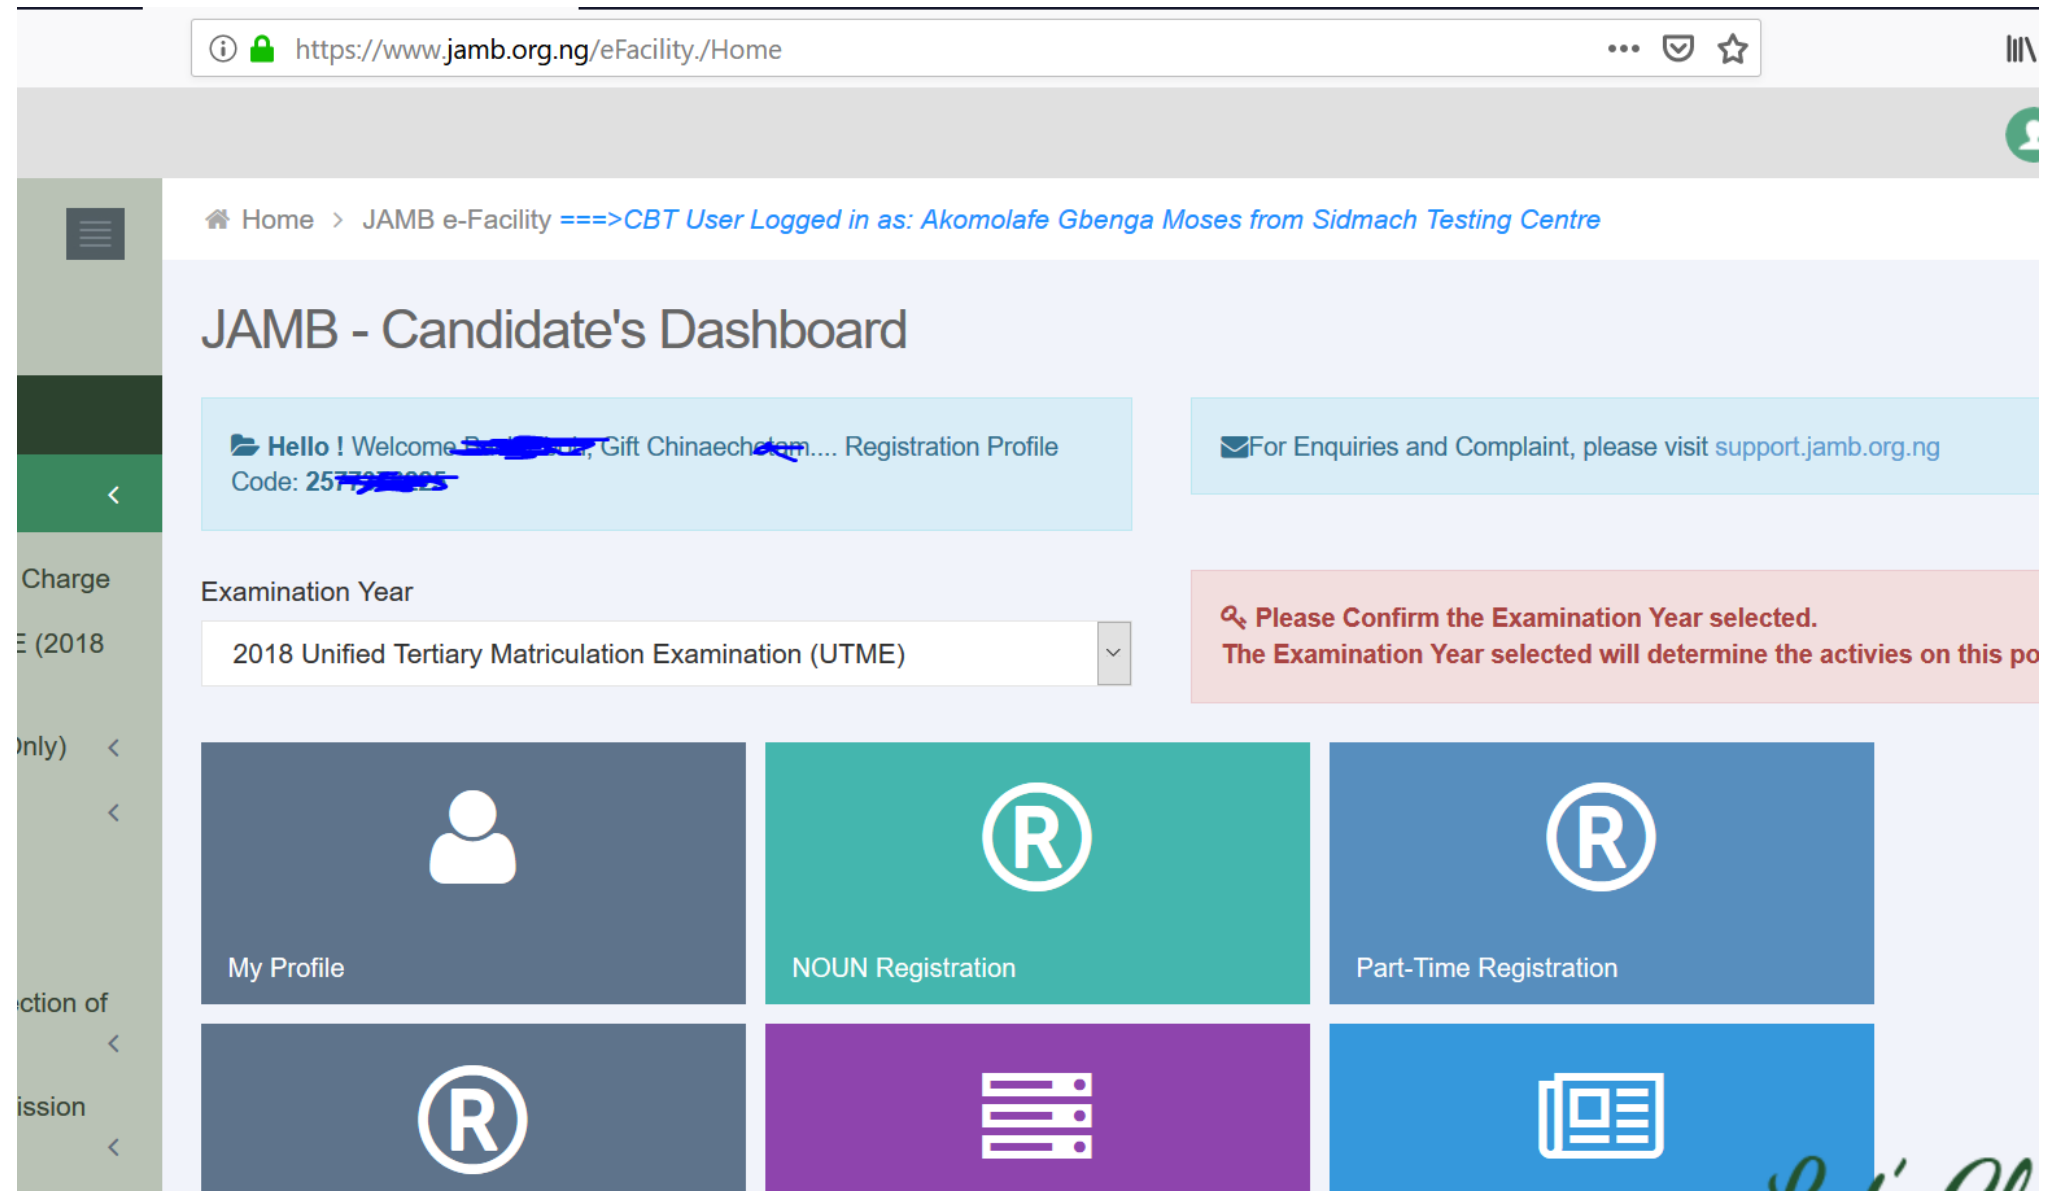 https://www.jamb.org.ng/eFacility./Home
Home > JAMB e-Facility ===>CBT User Logged in as: Akomolafe Gbenga Moses from Sidmach Testing Centre
JAMB - Candidate's Dashboard
Hello ! Welcome Gift Registration Profile
Code:
For Enquiries and Complaint, please visit support.jamb.org.ng
Charge
E (2018
Only)
ection of
ission
Examination Year
2018 Unified Tertiary Matriculation Examination (UTME)
Please Confirm the Examination Year selected.
The Examination Year selected will determine the activies on this po
My Profile
NOUN Registration
Part-Time Registration